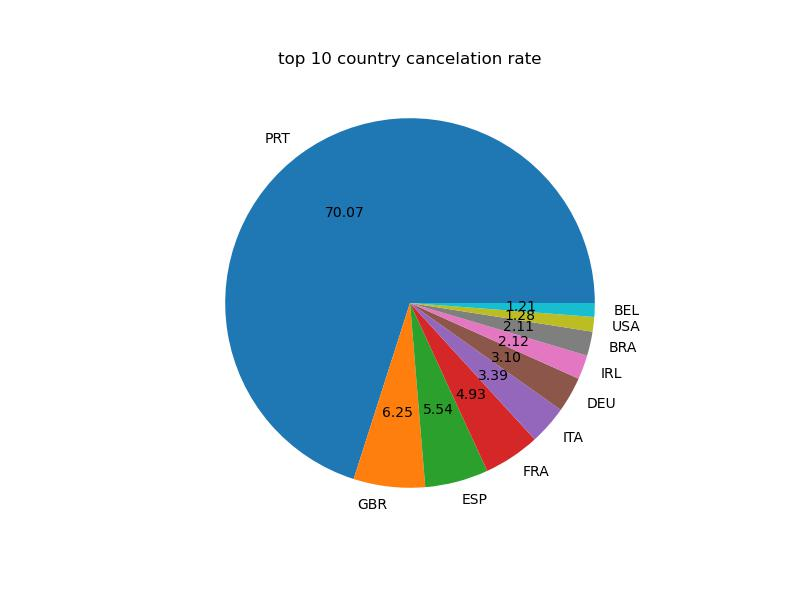 top 10 country cancelation rate
PRT
70.07
GBR
6.25
ESP
5.54
FRA
4.93
ITA
3.39
DEU
3.10
IRL
2.12
BRA
2.11
USA
1.28
BEL
1.21